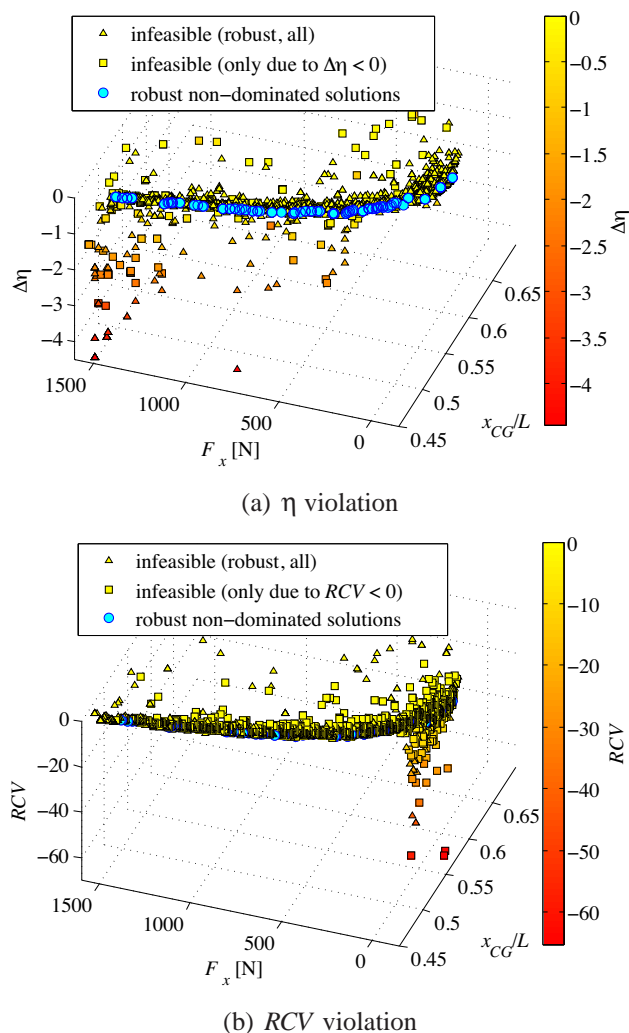 infeasible (robust, all)
infeasible (only due to Δη < 0)
robust non−dominated solutions
0
−0.5
−1
−1.5
−2
−2.5
−3
−3.5
−4
Δη
0
−1
−2
−3
−4
Δη
1500
1000
500
0
F_x [N]
0.45
0.5
0.55
0.6
0.65
x_CG/L
(a) η violation
infeasible (robust, all)
infeasible (only due to RCV < 0)
robust non−dominated solutions
0
−10
−20
−30
−40
−50
−60
RCV
0
−20
−40
−60
RCV
1500
1000
500
0
F_x [N]
0.45
0.5
0.55
0.6
0.65
x_CG/L
(b) RCV violation